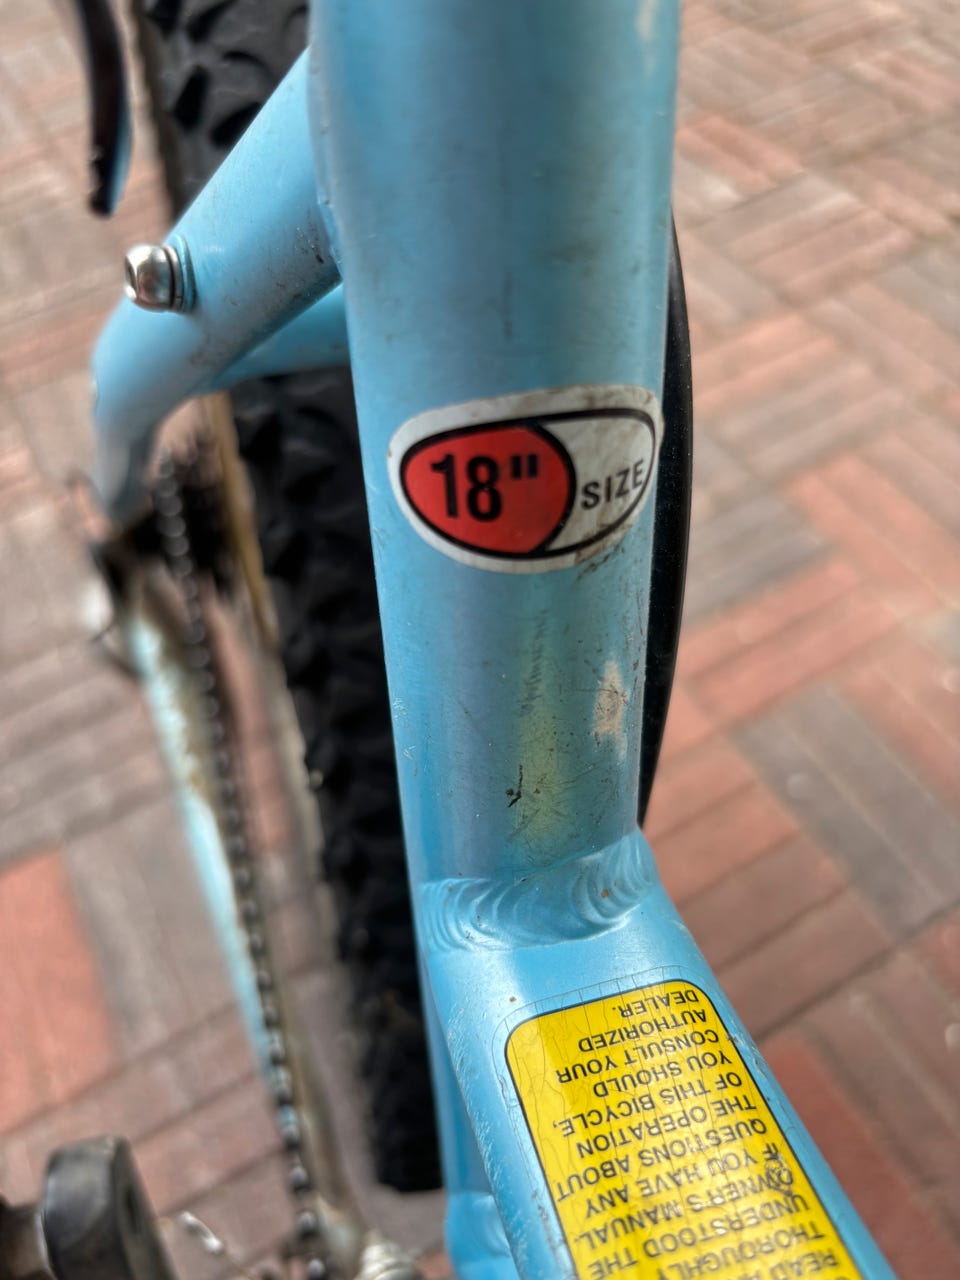 18" SIZE
READ
THOROUGHLY
UNDERSTOOD THE
OWNER'S MANUAL
IF YOU HAVE ANY
QUESTIONS ABOUT
THE OPERATION
OF THIS BICYCLE,
YOU SHOULD
CONSULT YOUR
AUTHORIZED
DEALER.